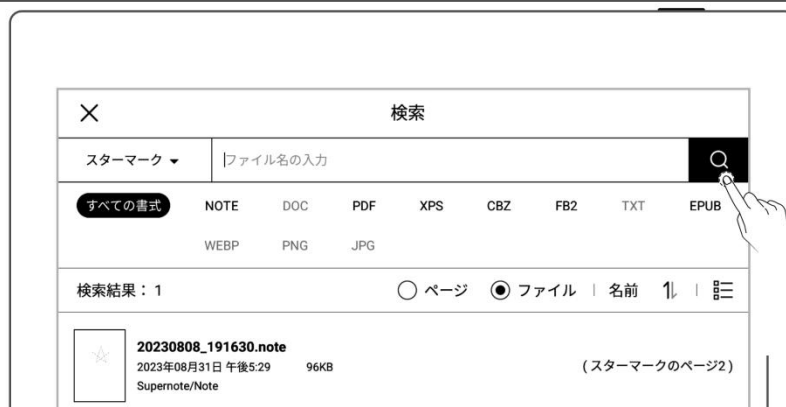 検索
スターマーク ファイル名の入力
すべての書式 NOTE DOC PDF XPS CBZ FB2 TXT EPUB
WEBP PNG JPG
検索結果：1 ページ ファイル 名前
20230808_191630.note
2023年08月31日 午後5:29 96KB (スターマークのページ2)
Supernote/Note